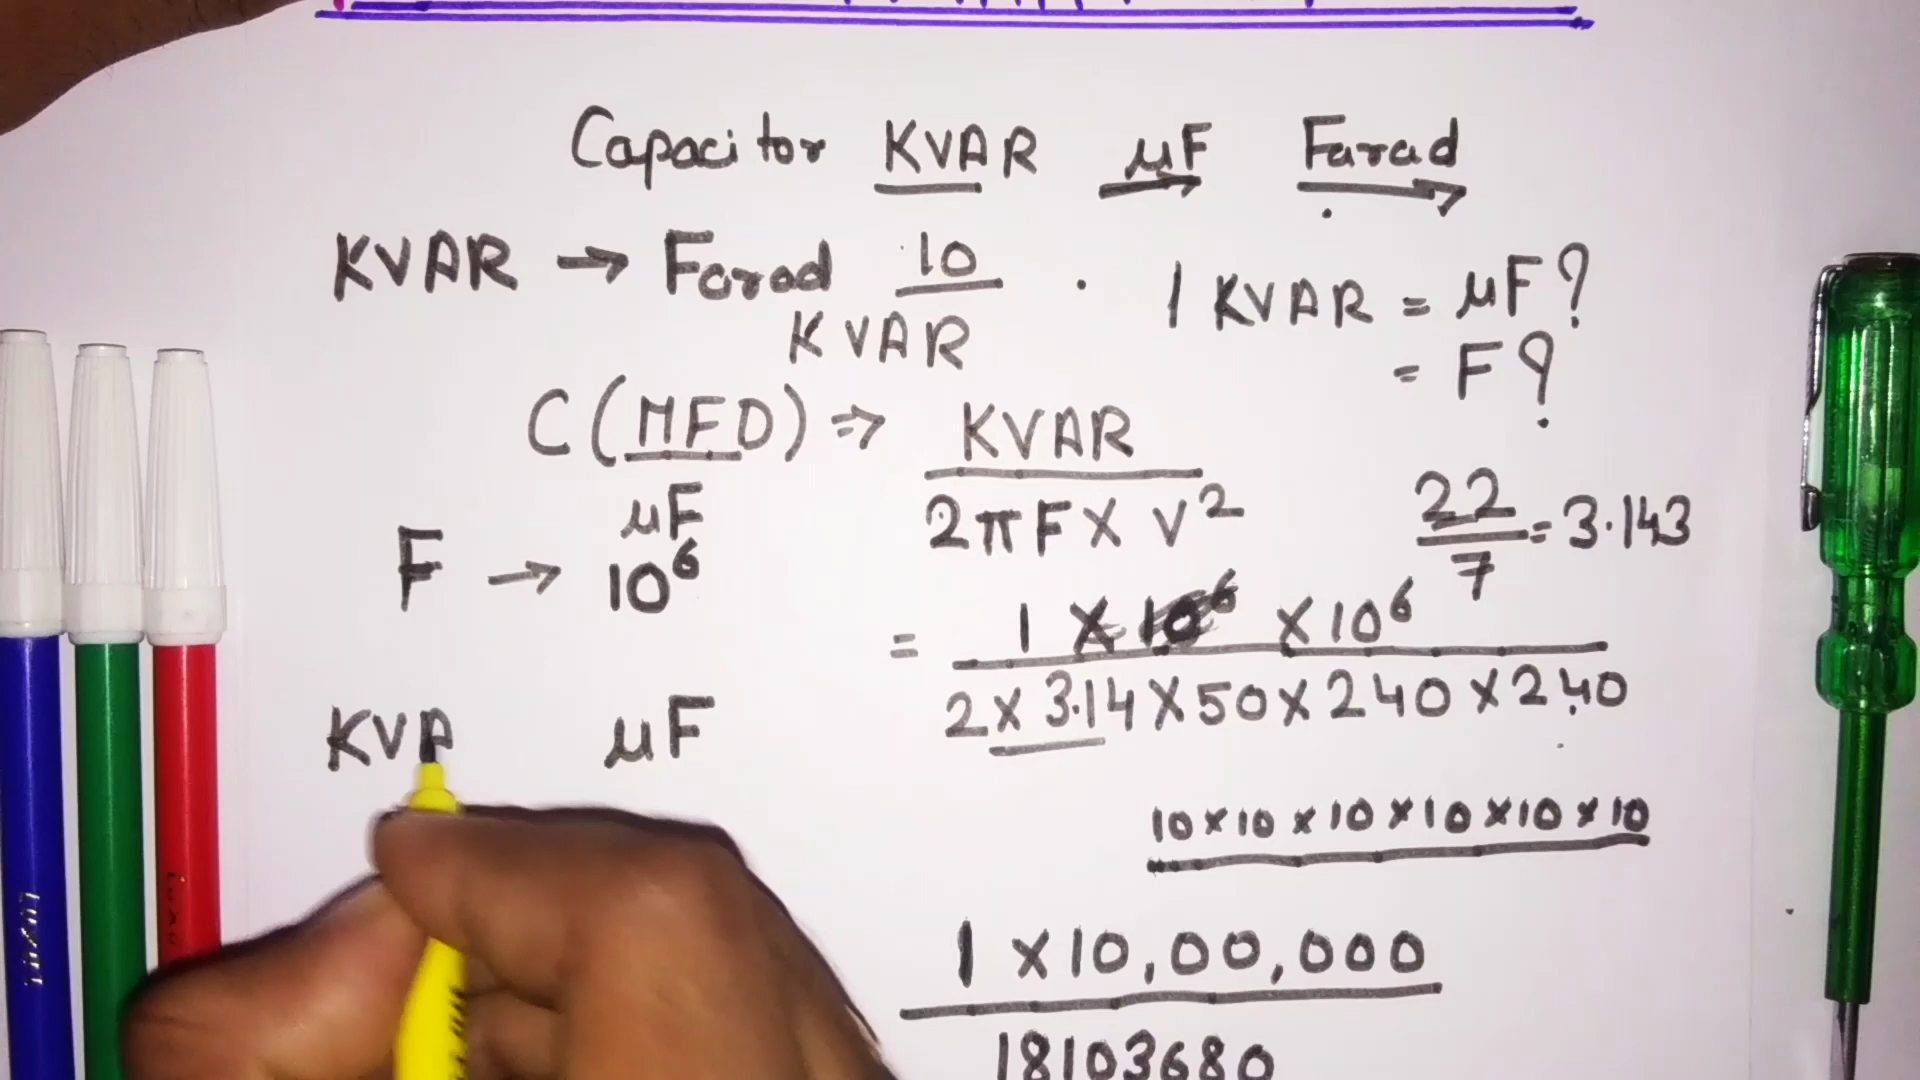 Capacitor KVAR µF Farad
KVAR → Farad 10
KVAR
1 KVAR = µF?
= F?
C (MFD) ⇒ KVAR
2πF X V²
µF
F → 10⁶
22
7
= 3.143
= 1 X 10⁶ X 10⁶
2 X 3.14 X 50 X 240 X 240
KVA µF
10 x 10 x 10 x 10 x 10 x 10
1 X 10,00,000
18103680